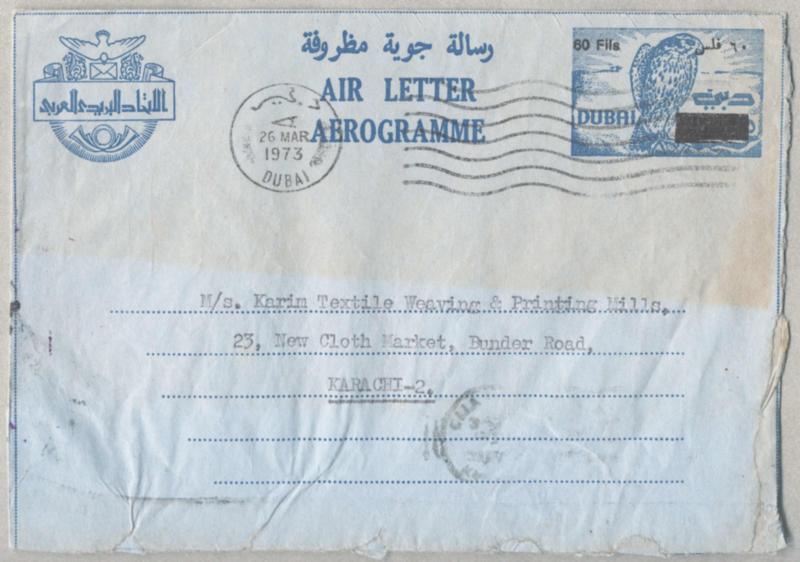 رسالة جوية مظروفة
AIR LETTER
AEROGRAMME
الاتحاد البريدي العربي
60 Fils
٦٠ فلس
DUBAI
دبي
دبي
A
26 MAR
1973
DUBAI
M/s. Karim Textile Weaving & Printing Mills,
23, New Cloth Market, Bunder Road,
KARACHI-2.